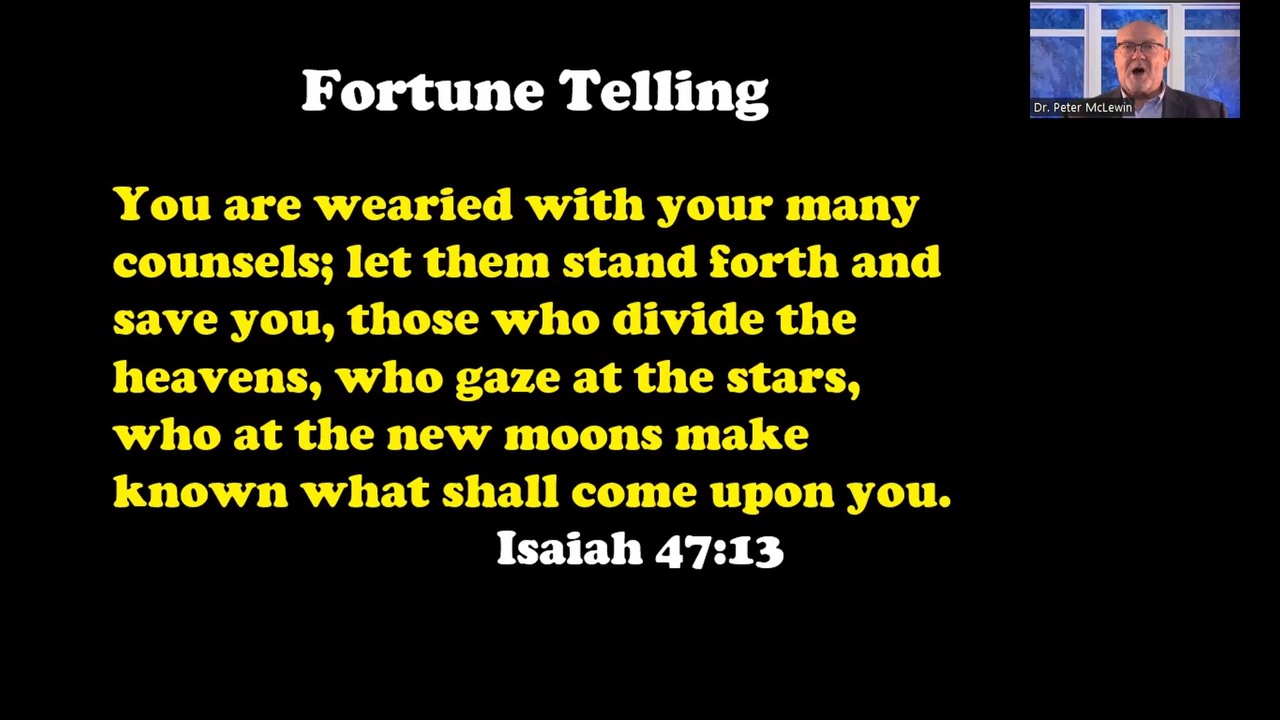 Fortune Telling
Dr. Peter McLewin
You are wearied with your many
counsels; let them stand forth and
save you, those who divide the
heavens, who gaze at the stars,
who at the new moons make
known what shall come upon you.
Isaiah 47:13